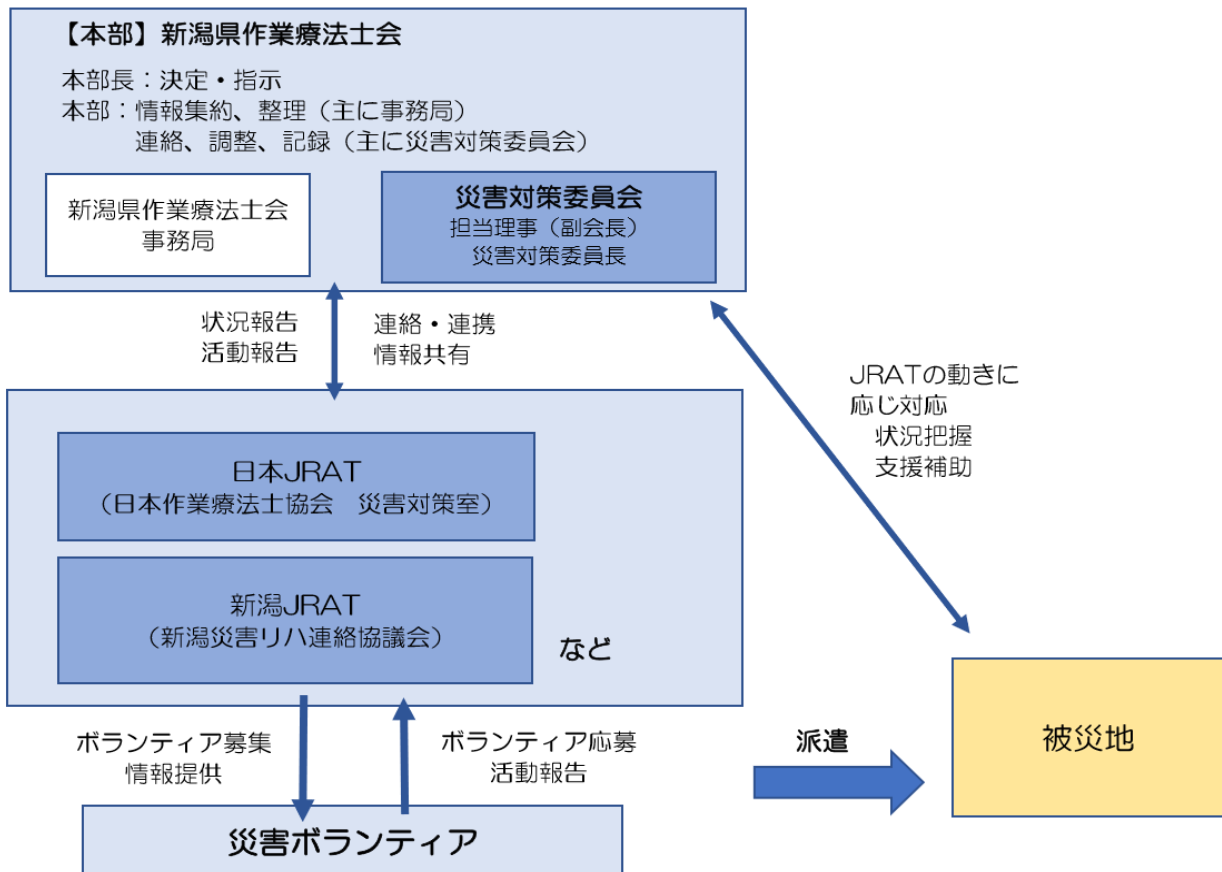 【本部】新潟県作業療法士会
本部長：決定・指示
本部：情報集約、整理（主に事務局）
連絡、調整、記録（主に災害対策委員会）
新潟県作業療法士会
事務局
災害対策委員会
担当理事（副会長）
災害対策委員長
状況報告
活動報告
連絡・連携
情報共有
JRATの動きに
応じ対応
状況把握
支援補助
日本JRAT
（日本作業療法士協会　災害対策室）
新潟JRAT
（新潟災害リハ連絡協議会）
など
ボランティア募集
情報提供
ボランティア応募
活動報告
派遣
被災地
災害ボランティア